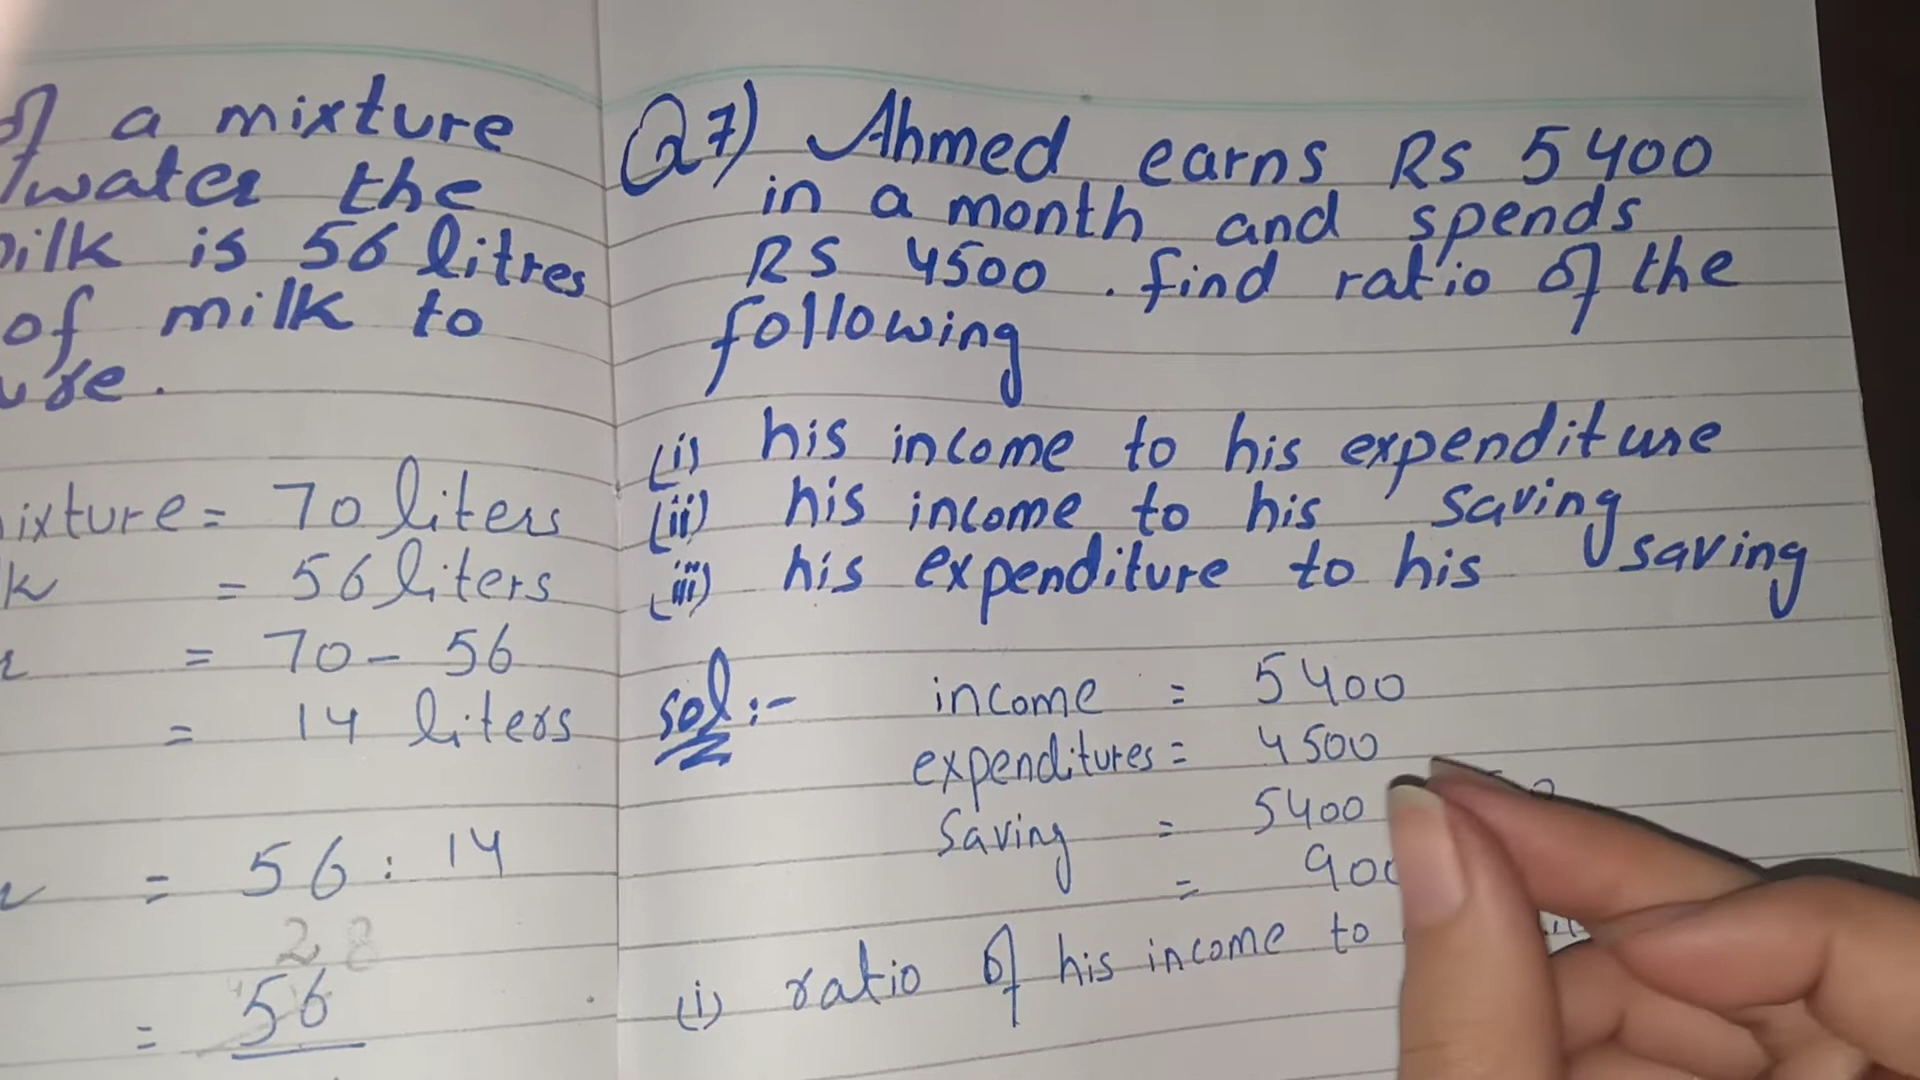 a mixture
water the
is 56 litres
of milk to
= 70 liters
= 56 liters
= 70 - 56
= 14 liters
= 56 : 14
28
= 56
Q7) Ahmed earns Rs 5400
in a month and spends
RS 4500 . find ratio of the
following
(i) his income to his expenditure
(ii) his income to his saving
(iii) his expenditure to his saving
sol:- income = 5400
expenditures = 4500
Saving = 5400
=
(i) ratio of his income to